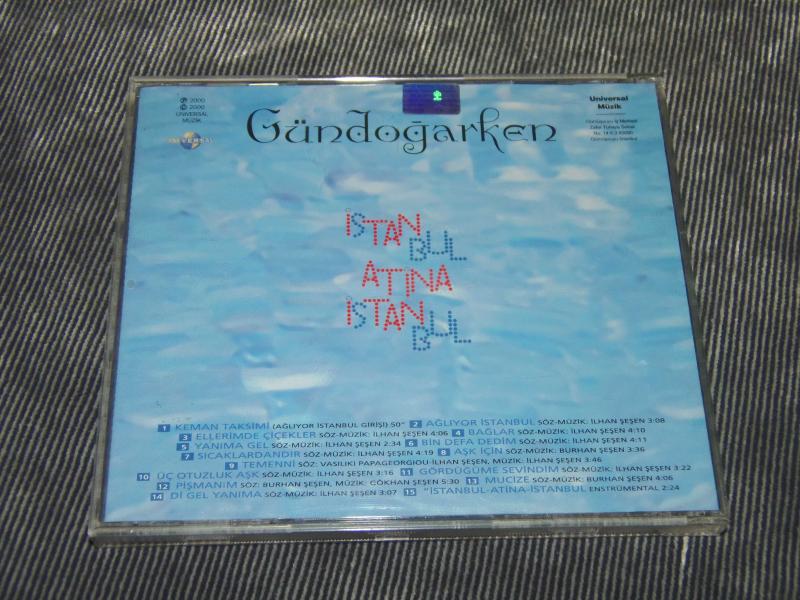 ℗ 2000
© 2000
UNIVERSAL
MÜZİK
UNIVERSAL
Gündoğarken
Universal
Müzik
İSTAN
BUL
ATINA
İSTAN
BUL
1 KEMAN TAKSİMİ (AĞLIYOR İSTANBUL GİRİŞİ) 50" 2 AĞLIYOR İSTANBUL SÖZ-MÜZİK: İLHAN ŞEŞEN 3:08
3 ELLERIMDE ÇİÇEKLER SÖZ-MÜZİK: İLHAN ŞEŞEN 4:06 4 BAĞLAR SÖZ-MÜZİK: İLHAN ŞEŞEN 4:10
5 YANIMA GEL SÖZ-MÜZİK: İLHAN ŞEŞEN 2:34 6 BİN DEFA DEDİM SÖZ-MÜZİK: İLHAN ŞEŞEN 4:11
7 SICAKLARDANDIR SÖZ-MÜZİK: İLHAN ŞEŞEN 4:19 8 AŞK İÇİN SÖZ-MÜZİK: BURHAN ŞEŞEN 3:36
9 TEMENNİ SÖZ: VASILIKI PAPAGEORGIOU İLHAN ŞEŞEN, MÜZİK: İLHAN ŞEŞEN 3:46
10 ÜÇ OTUZLUK AŞK SÖZ-MÜZİK: İLHAN ŞEŞEN 3:16 11 GÖRDÜĞÜME SEVİNDİM SÖZ-MÜZİK: İLHAN ŞEŞEN 3:22
12 PİŞMANIM SÖZ: BURHAN ŞEŞEN, MÜZİK: GÖKHAN ŞEŞEN 5:30 13 MUCİZE SÖZ-MÜZİK: BURHAN ŞEŞEN 4:06
14 Dİ GEL YANIMA SÖZ-MÜZİK: İLHAN ŞEŞEN 3:07 15 "İSTANBUL-ATİNA-İSTANBUL ENSTRÜMENTAL 2:24